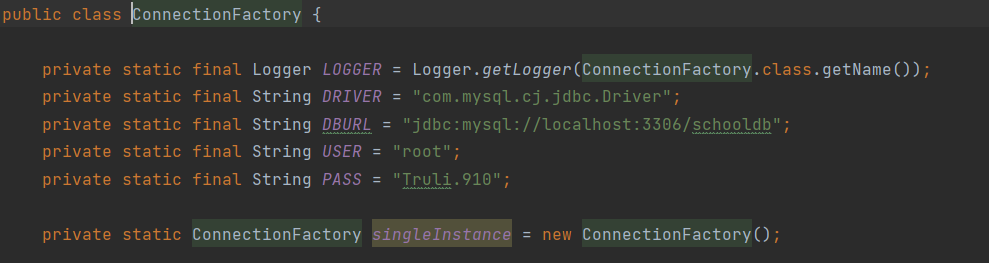 public class ConnectionFactory {
private static final Logger LOGGER = Logger.getLogger(ConnectionFactory.class.getName());
private static final String DRIVER = "com.mysql.cj.jdbc.Driver";
private static final String DBURL = "jdbc:mysql://localhost:3306/schooldb";
private static final String USER = "root";
private static final String PASS = "Truli.910";
private static ConnectionFactory singleInstance = new ConnectionFactory();